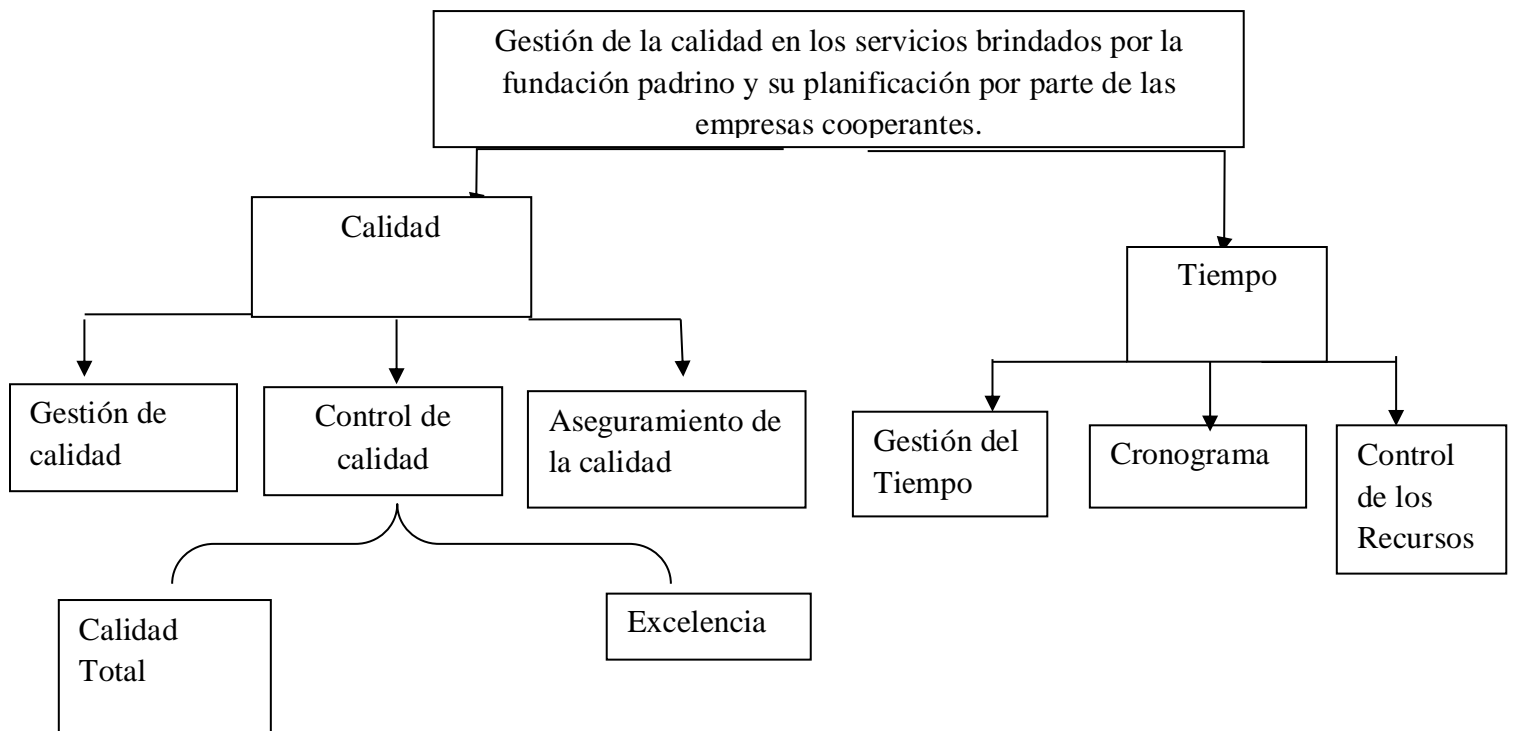 Gestión de la calidad en los servicios brindados por la
fundación padrino y su planificación por parte de las
empresas cooperantes.
Calidad
Tiempo
Gestión de
calidad
Control de
calidad
Aseguramiento de
la calidad
Gestión del
Tiempo
Cronograma
Control
de los
Recursos
Calidad
Total
Excelencia